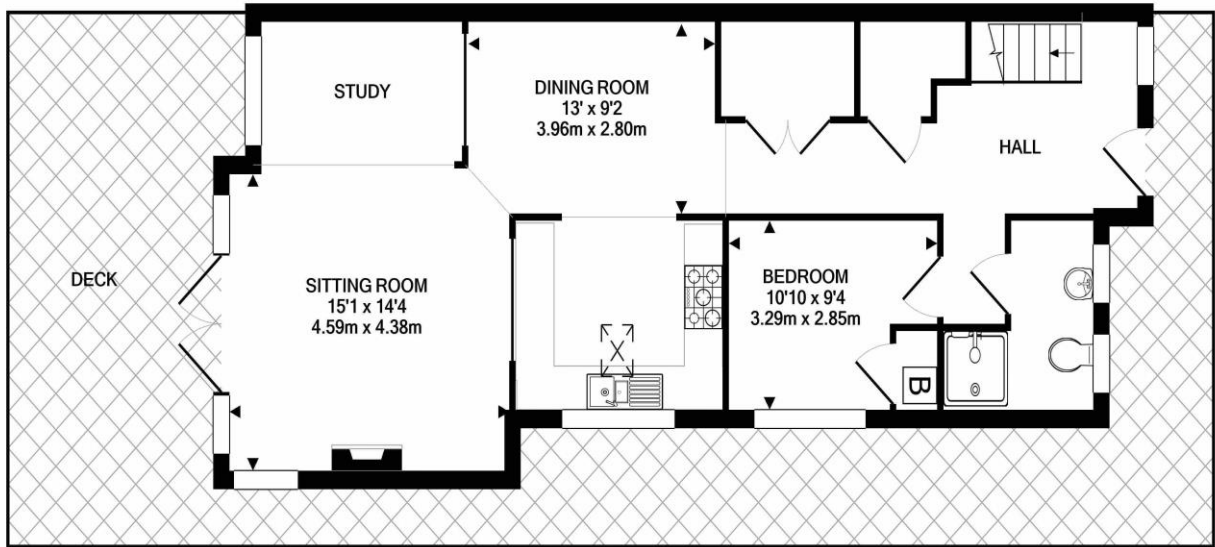 STUDY
DINING ROOM
13' x 9'2
3.96m x 2.80m
HALL
DECK
SITTING ROOM
15'1 x 14'4
4.59m x 4.38m
BEDROOM
10'10 x 9'4
3.29m x 2.85m
B